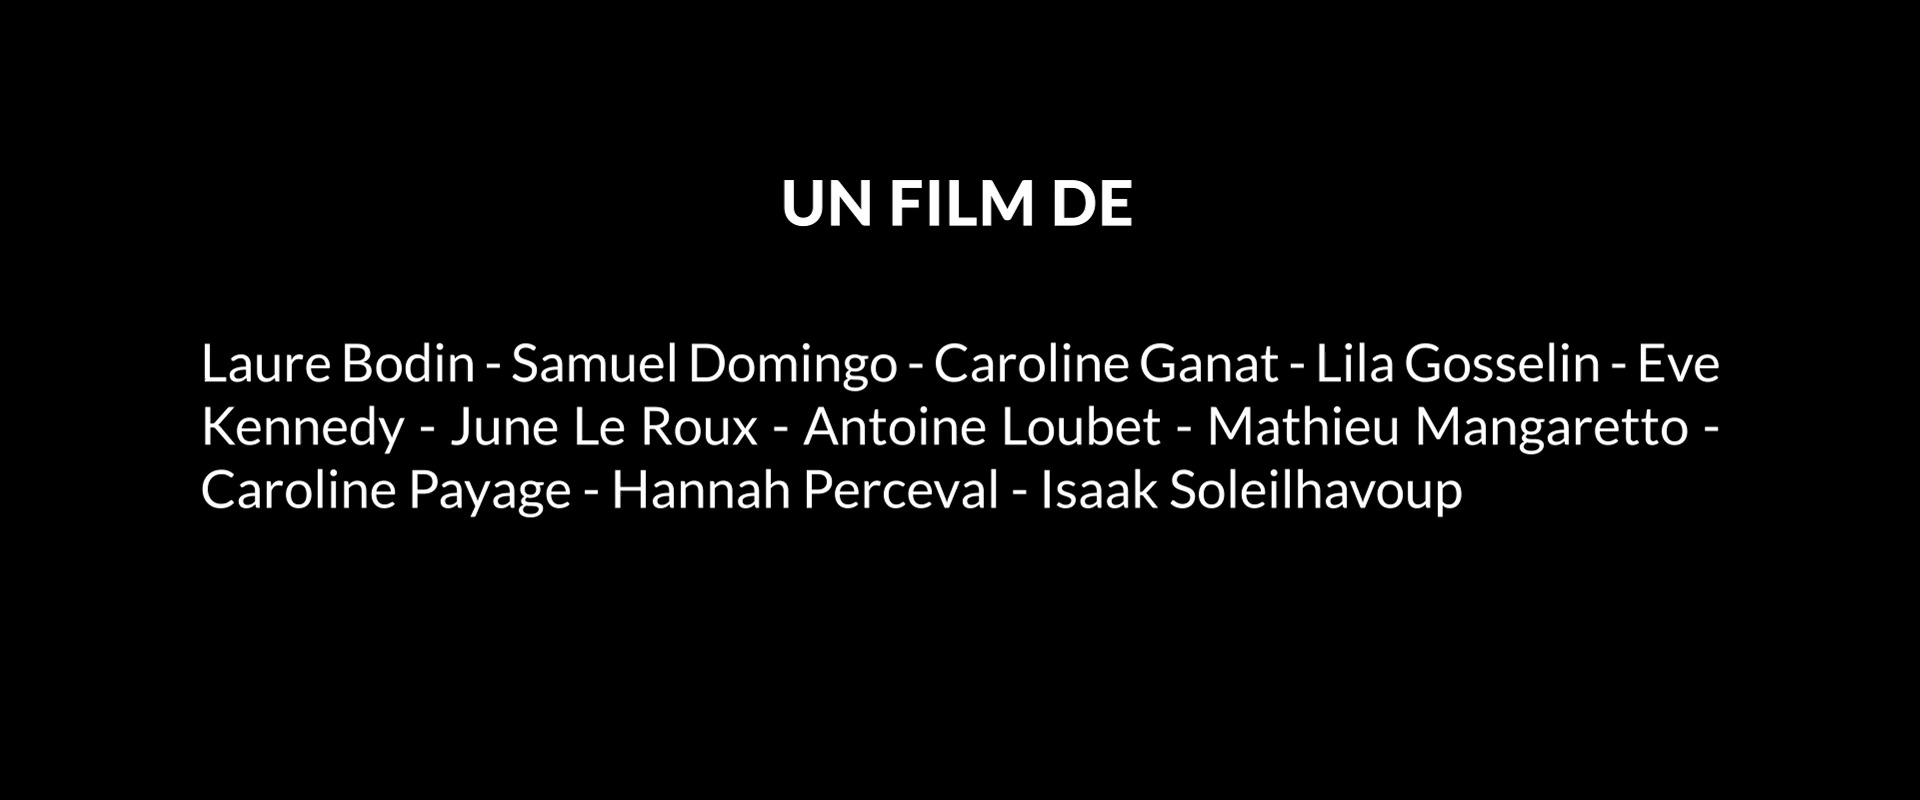 UN FILM DE
Laure Bodin - Samuel Domingo - Caroline Ganat - Lila Gosselin - Eve
Kennedy - June Le Roux - Antoine Loubet - Mathieu Mangaretto -
Caroline Payage - Hannah Perceval - Isaak Soleilhavoup